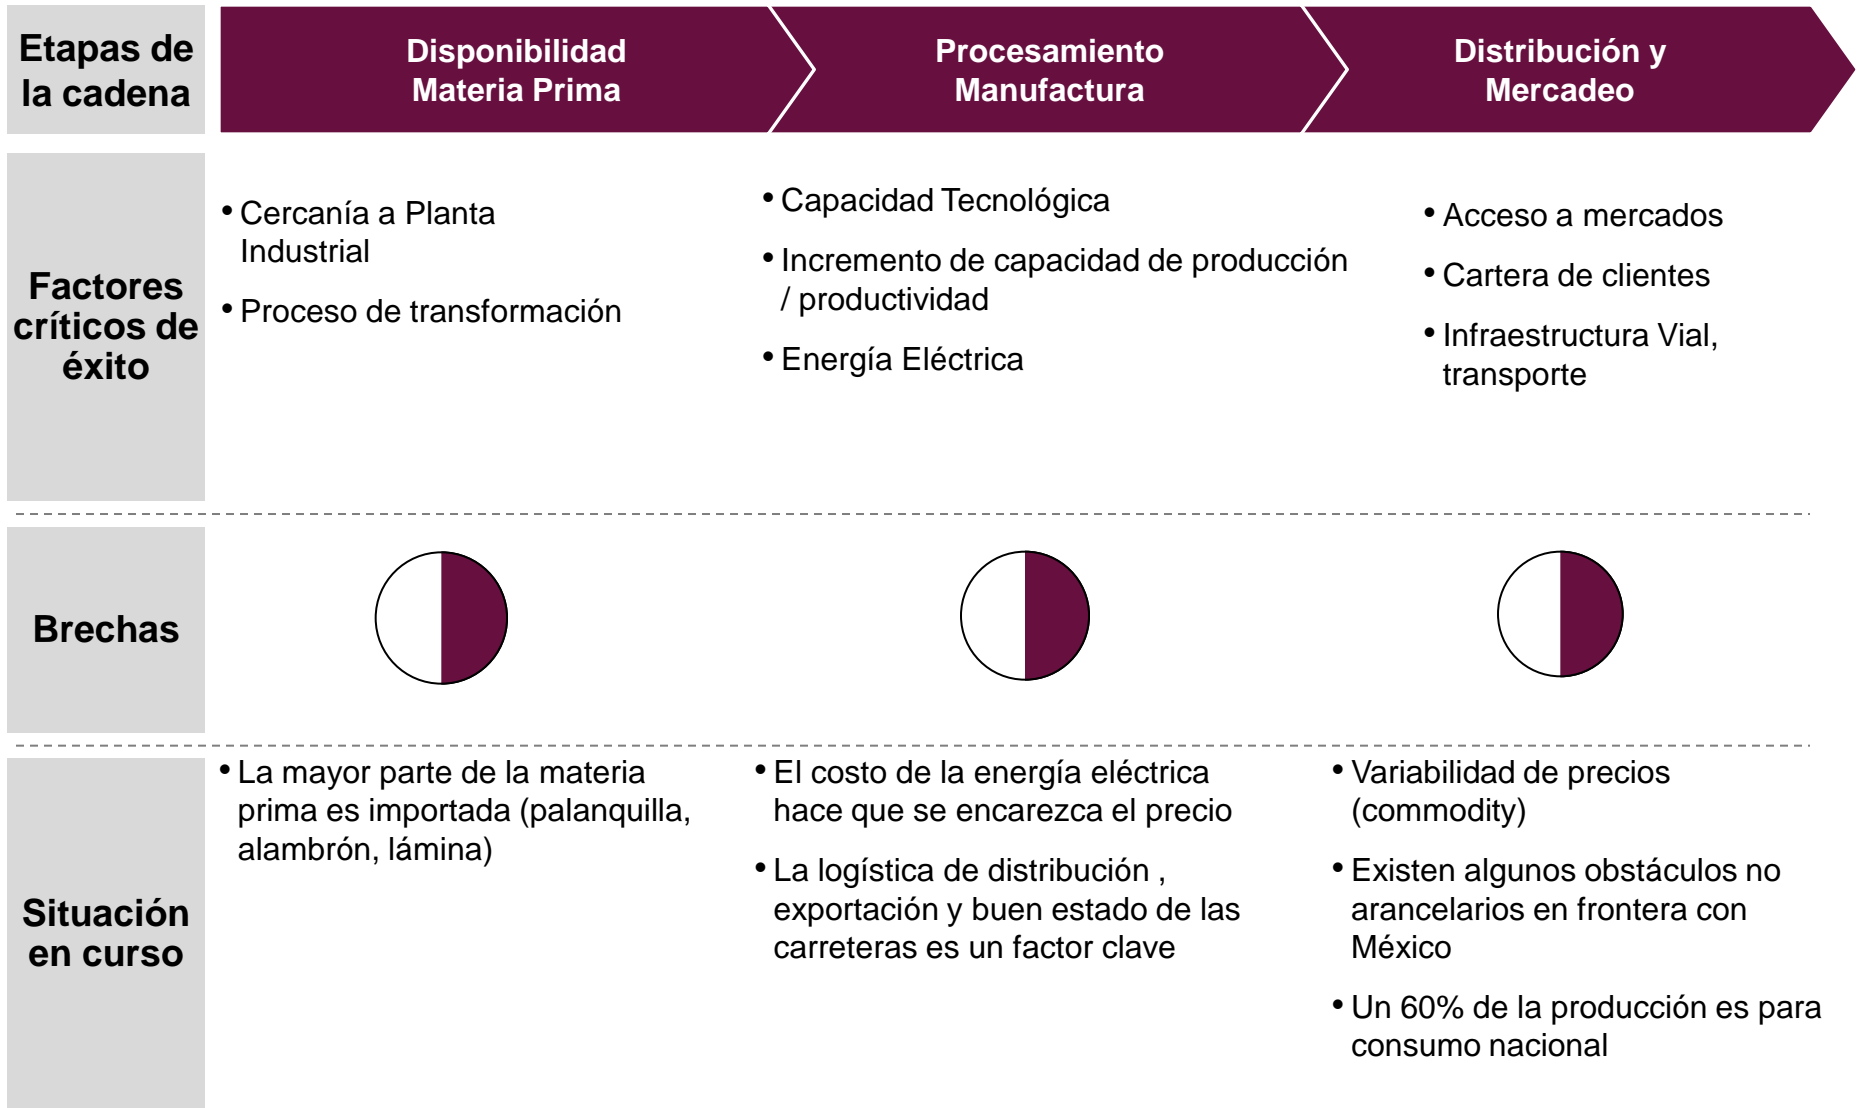 Etapas de
la cadena
Disponibilidad
Materia Prima
Procesamiento
Manufactura
Distribución y
Mercadeo
Factores
críticos de
éxito
• Cercanía a Planta
Industrial
• Proceso de transformación
• Capacidad Tecnológica
• Incremento de capacidad de producción
/ productividad
• Energía Eléctrica
• Acceso a mercados
• Cartera de clientes
• Infraestructura Vial,
transporte
Brechas
Situación
en curso
• La mayor parte de la materia
prima es importada (palanquilla,
alambrón, lámina)
• El costo de la energía eléctrica
hace que se encarezca el precio
• La logística de distribución ,
exportación y buen estado de las
carreteras es un factor clave
• Variabilidad de precios
(commodity)
• Existen algunos obstáculos no
arancelarios en frontera con
México
• Un 60% de la producción es para
consumo nacional